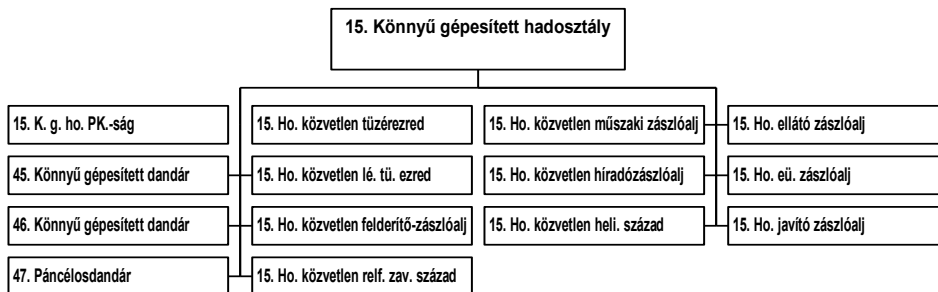 15. Könnyű gépesített hadosztály
15. K. g. ho. PK.-ság
15. Ho. közvetlen tüzérezred
15. Ho. közvetlen műszaki zászlóalj
15. Ho. ellátó zászlóalj
45. Könnyű gépesített dandár
15. Ho. közvetlen lé. tü. ezred
15. Ho. közvetlen híradózászlóalj
15. Ho. eü. zászlóalj
46. Könnyű gépesített dandár
15. Ho. közvetlen felderítő-zászlóalj
15. Ho. közvetlen heli. század
15. Ho. javító zászlóalj
47. Páncélosdandár
15. Ho. közvetlen relf. zav. század